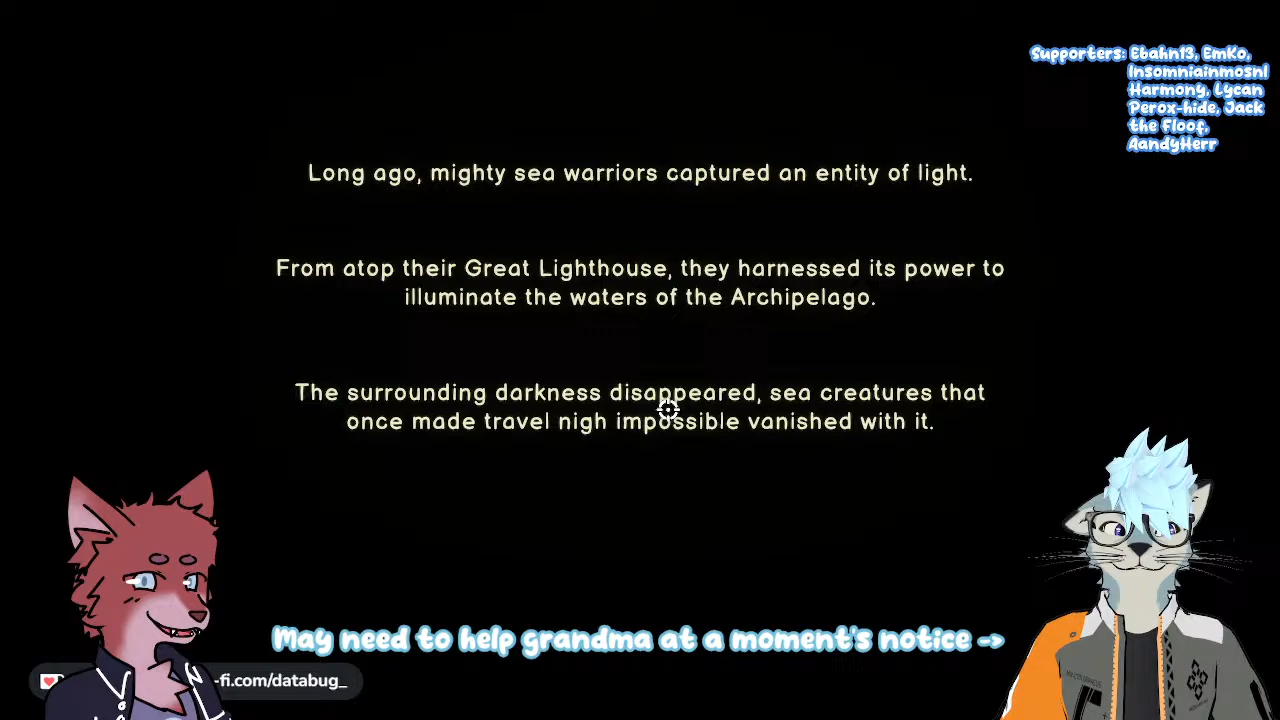 Supporters: Ebahn13, EmKo,
Insomniainmosnl
Harmony, Lycan
Perox-hide, Jack
the Floof,
AandyHerr
Long ago, mighty sea warriors captured an entity of light.
From atop their Great Lighthouse, they harnessed its power to
illuminate the waters of the Archipelago.
The surrounding darkness disappeared, sea creatures that
once made travel nigh impossible vanished with it.
May need to help grandma at a moment's notice ->
-fi.com/databug_